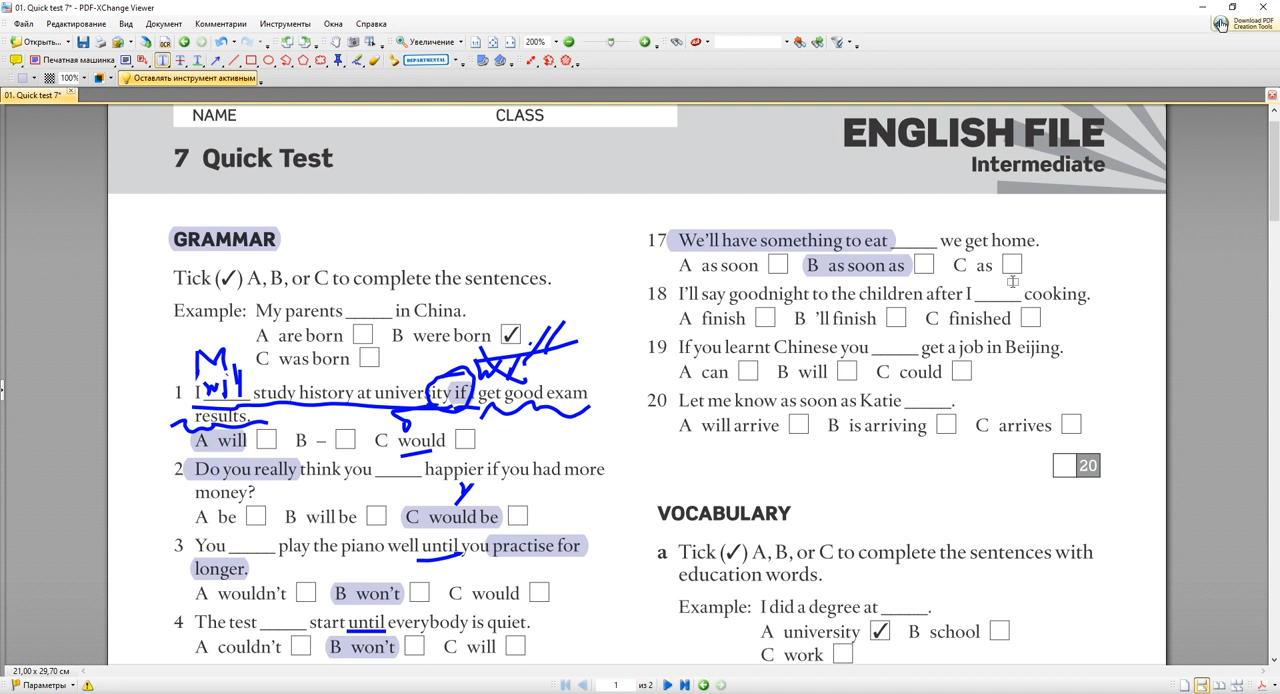 01. Quick test 7* - PDF-XChange Viewer
Файл Редактирование Вид Документ Комментарии Инструменты Окна Справка
Download PDF Creation Tools
Открыть... OCR Увеличение 200%
Печатная машинка DEPARTMENTAL
100% Оставлять инструмент активным
01. Quick test 7*
NAME CLASS
7 Quick Test
ENGLISH FILE
Intermediate
GRAMMAR
Tick (✓) A, B, or C to complete the sentences.
Example: My parents _____ in China.
A are born B were born ✓
C was born
will
1 I _____ study history at university if I get good exam
results.
A will B – C would
2 Do you really think you _____ happier if you had more
money?
A be B will be C would be
3 You _____ play the piano well until you practise for
longer.
A wouldn't B won't C would
4 The test _____ start until everybody is quiet.
A couldn't B won't C will
17 We'll have something to eat _____ we get home.
A as soon B as soon as C as
18 I'll say goodnight to the children after I _____ cooking.
A finish B 'll finish C finished
19 If you learnt Chinese you _____ get a job in Beijing.
A can B will C could
20 Let me know as soon as Katie _____.
A will arrive B is arriving C arrives
20
VOCABULARY
a Tick (✓) A, B, or C to complete the sentences with
education words.
Example: I did a degree at _____.
A university ✓ B school
C work
21,00 x 29,70 см
Параметры 1 из 2